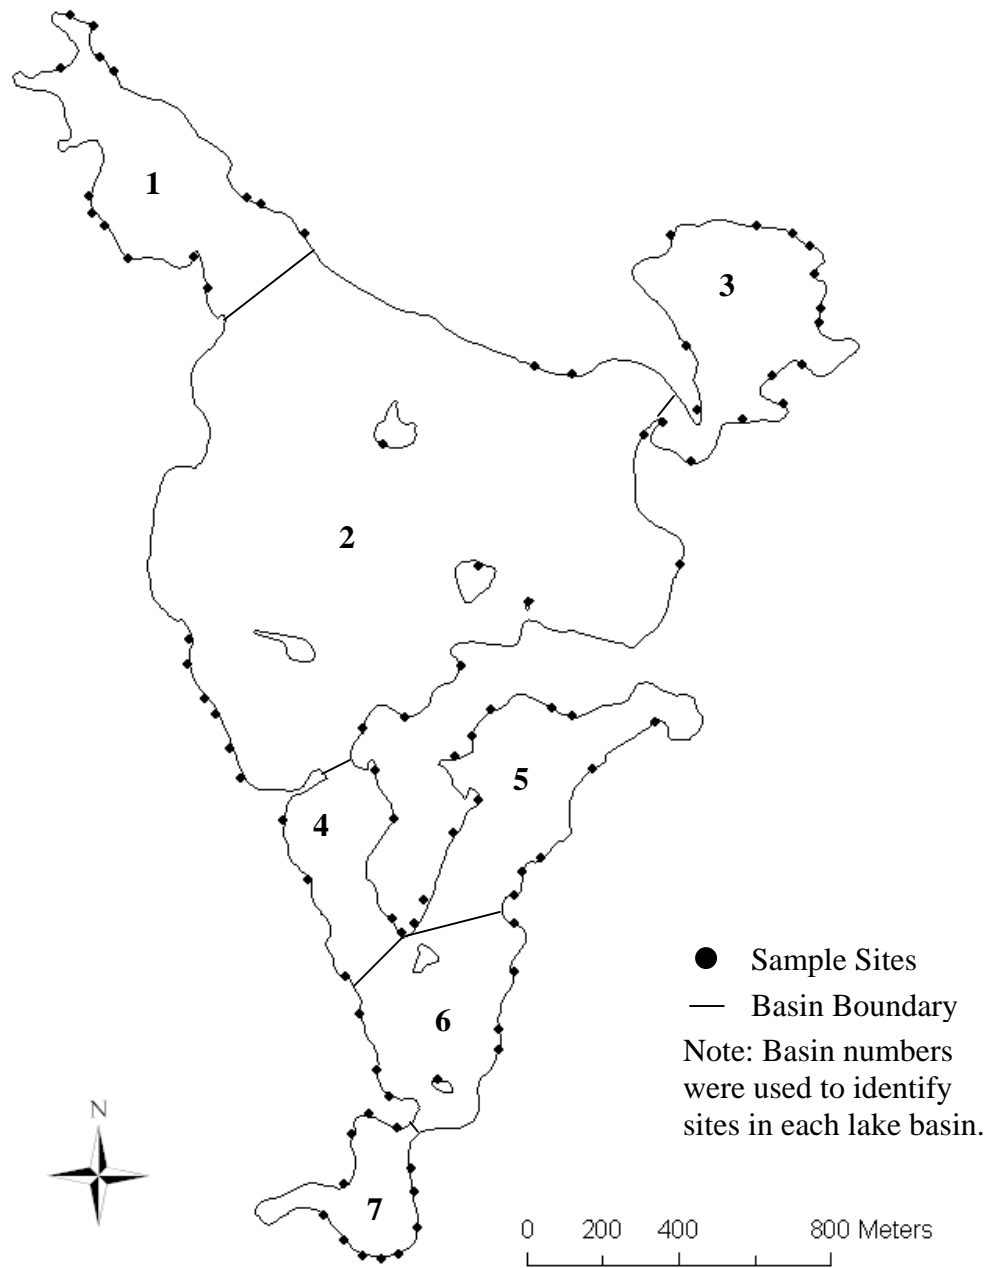 1
3
2
5
4
Sample Sites
Basin Boundary
6
Note: Basin numbers
were used to identify
sites in each lake basin.
N
7
0 200 400 800 Meters